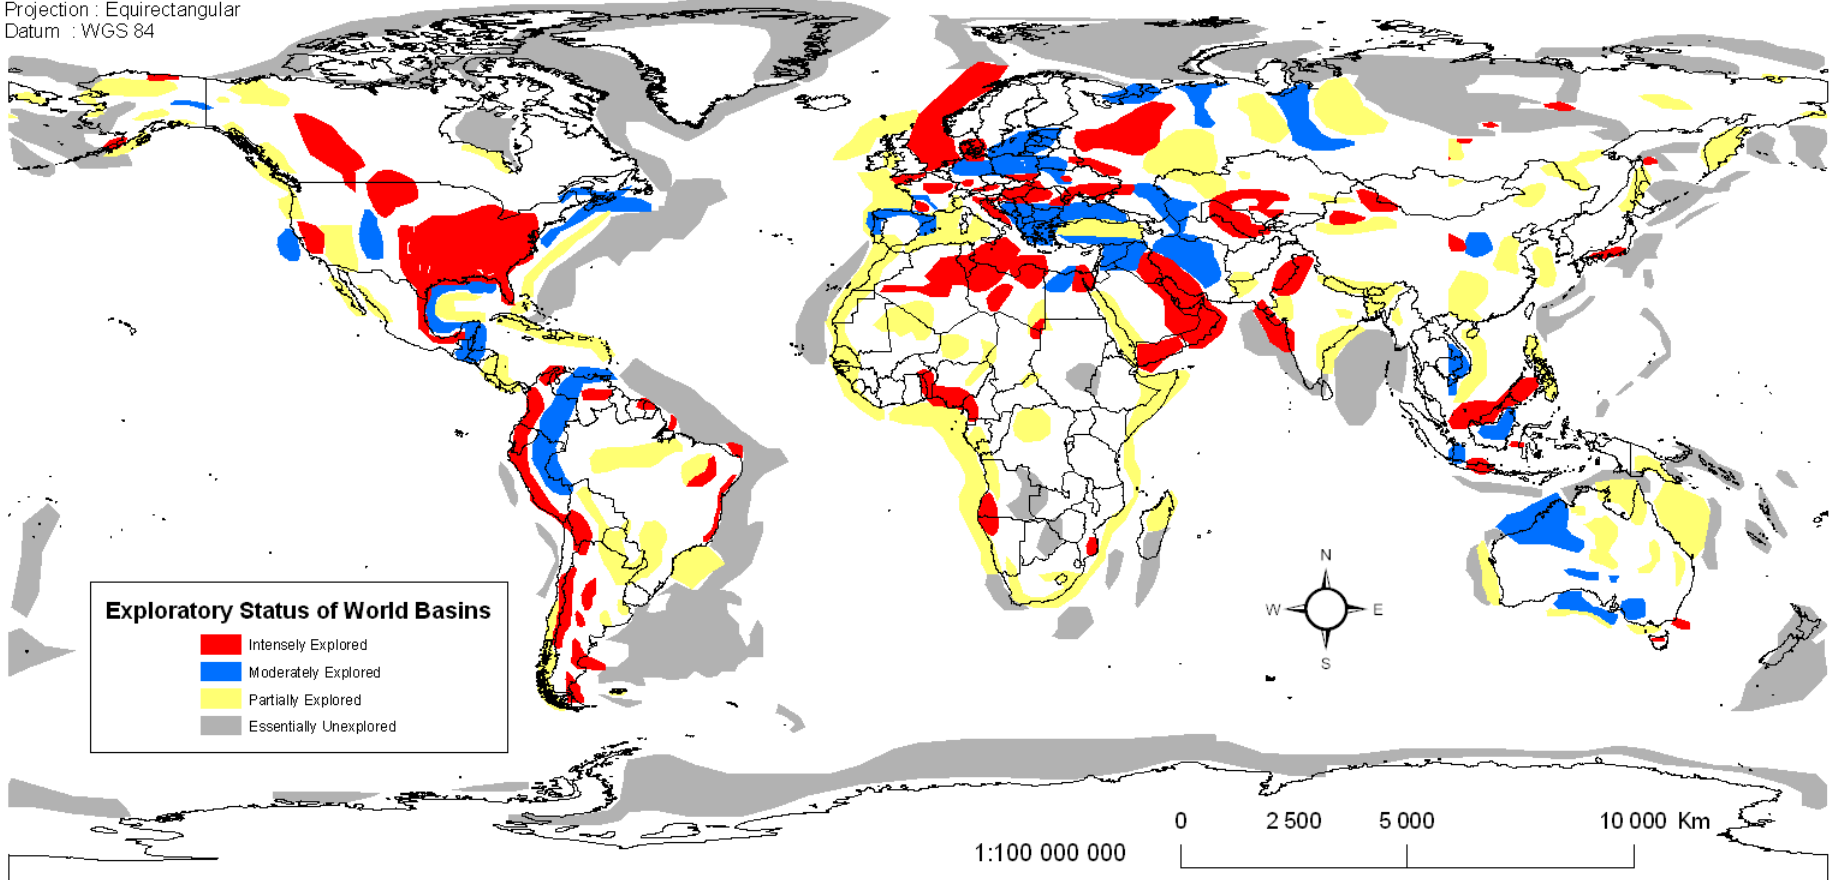 Projection : Equirectangular
Datum : WGS 84
N
W E
S
Exploratory Status of World Basins
Intensely Explored
Moderately Explored
Partially Explored
Essentially Unexplored
0 2 500 5 000 10 000 Km
1:100 000 000